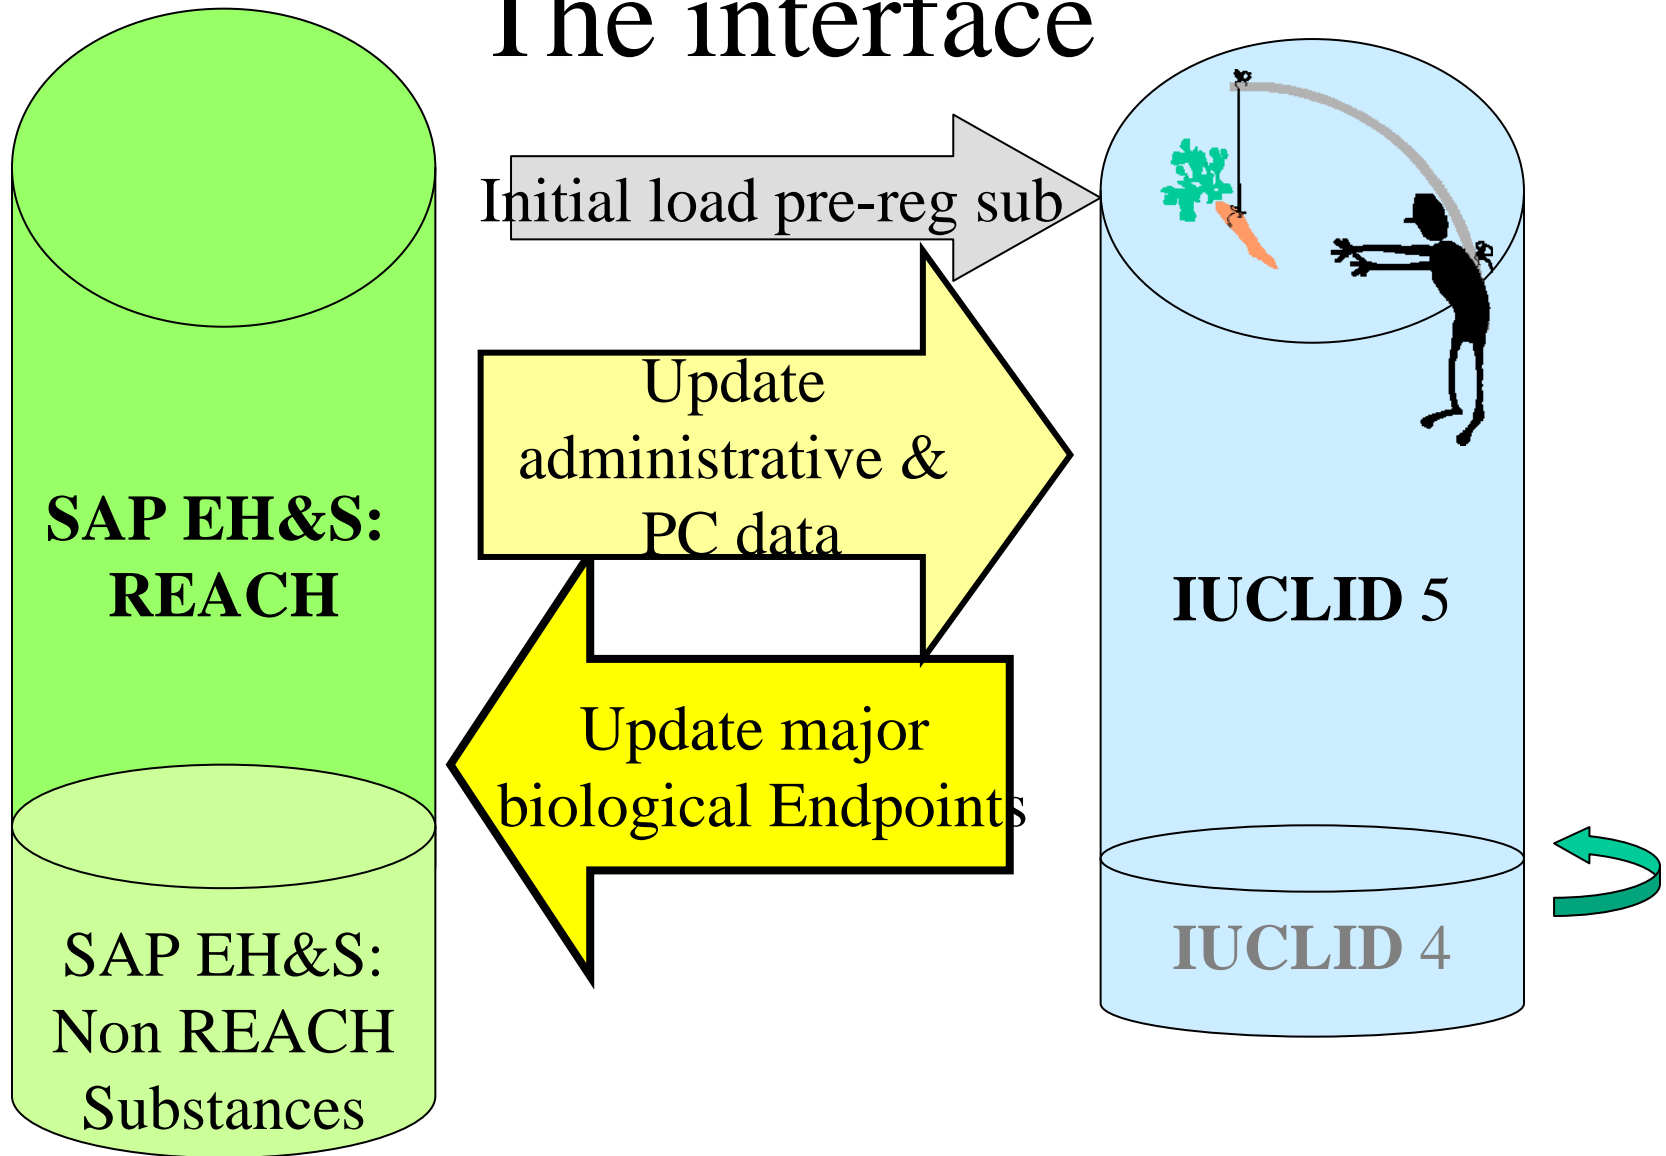 The interface
Initial load pre-reg sub
Update
administrative &
PC data
SAP EH&S:
REACH
IUCLID 5
Update major
biological Endpoints
SAP EH&S:
Non REACH
Substances
IUCLID 4